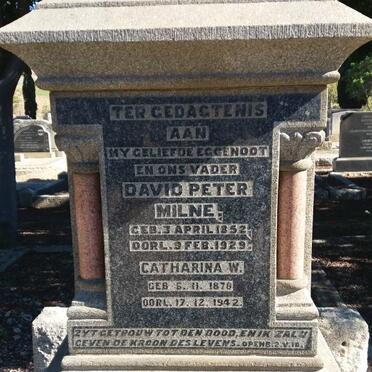 TER GEDAGTENIS
AAN
MY GELIEFDE EGGENOOT
EN ONS VADER
DAVID PETER
MILNE,
GEB. 3 APRIL 1852,
OORL. 9 FEB. 1929.
CATHARINA W.
GEB 6. 11. 1878
OORL. 17. 12. 1942.
ZYT GETROUW TOT DEN DOOD, EN IK ZAL U
GEVEN DE KROON DES LEVENS. OPENB. 2. V. 10.